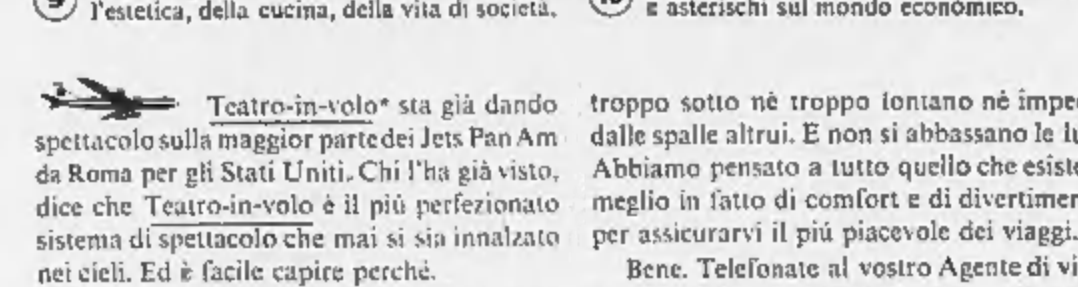 l'estetica, della cucina, della vita di società.
è asterischi sul mondo economico.
Teatro-in-volo* sta già dando
spettacolo sulla maggior parte dei Jets Pan Am
da Roma per gli Stati Uniti. Chi l'ha già visto,
dice che Teatro-in-volo è il più perfezionato
sistema di spettacolo che mai si sia innalzato
nei cieli. Ed è facile capire perché.
troppo sotto nè troppo lontano nè
dalle spalle altrui. E non si abbassano le
Abbiamo pensato a tutto quello che esiste
meglio in fatto di comfort e di
per assicurarvi il più piacevole dei viaggi.
Bene. Telefonate al vostro Agente di